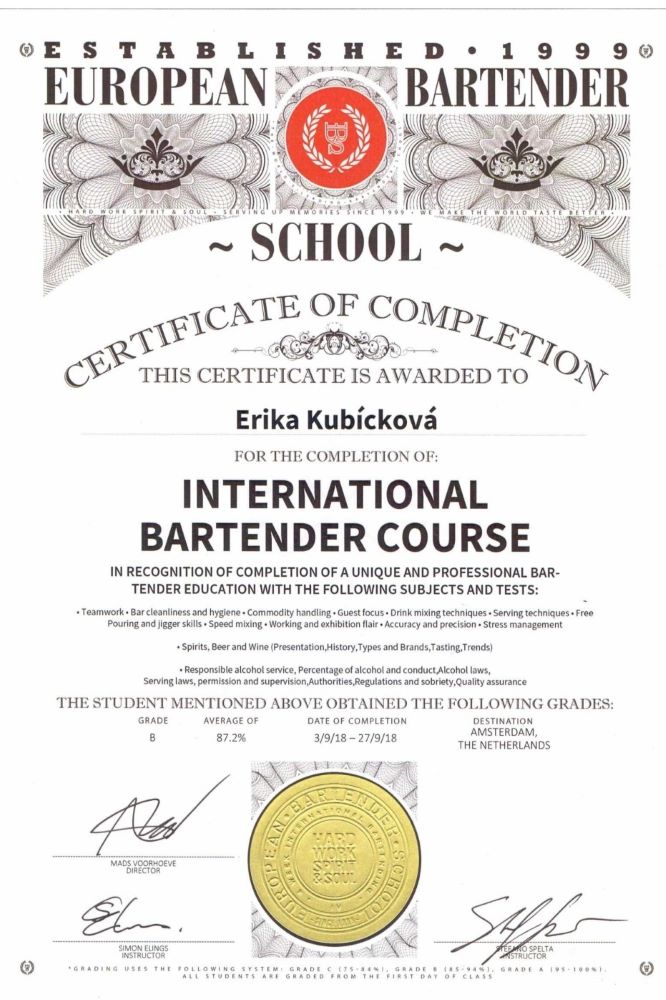 ESTABLISHED • 1999
EUROPEAN BARTENDER
HARD WORK SPIRIT & SOUL • SERVING UP MEMORIES SINCE 1999 • WE MAKE THE WORLD TASTE BETTER
~ SCHOOL ~
CERTIFICATE OF COMPLETION
THIS CERTIFICATE IS AWARDED TO
Erika Kubícková
FOR THE COMPLETION OF:
INTERNATIONAL
BARTENDER COURSE
IN RECOGNITION OF COMPLETION OF A UNIQUE AND PROFESSIONAL BAR-
TENDER EDUCATION WITH THE FOLLOWING SUBJECTS AND TESTS:
• Teamwork • Bar cleanliness and hygiene • Commodity handling • Guest focus • Drink mixing techniques • Serving techniques • Free
Pouring and jigger skills • Speed mixing • Working and exhibition flair • Accuracy and precision • Stress management
• Spirits, Beer and Wine (Presentation,History,Types and Brands,Tasting,Trends)
• Responsible alcohol service, Percentage of alcohol and conduct,Alcohol laws,
Serving laws, permission and supervision,Authorities,Regulations and sobriety,Quality assurance
THE STUDENT MENTIONED ABOVE OBTAINED THE FOLLOWING GRADES:
GRADE AVERAGE OF DATE OF COMPLETION DESTINATION
B 87.2% 3/9/18 – 27/9/18 AMSTERDAM,
THE NETHERLANDS
EUROPEAN • BARTENDER • SCHOOL
4 WEEK INTERNATIONAL BARTENDING
HARD
WORK
SPIRIT
& SOUL
MADS VOORHOEVE
DIRECTOR
SIMON ELINGS
INSTRUCTOR
STEFANO SPELTA
INSTRUCTOR
*GRADING USES THE FOLLOWING SYSTEM: GRADE C (75-84%), GRADE B (85-94%), GRADE A (95-100%).
ALL STUDENTS ARE GRADED FROM THE FIRST DAY OF CLASS